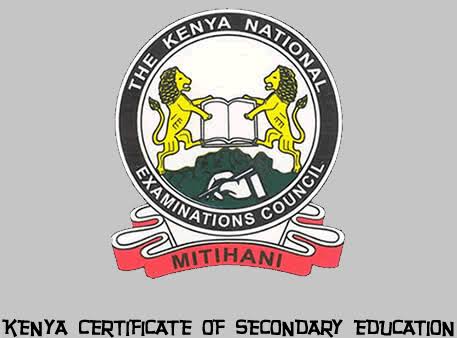 THE KENYA NATIONAL
EXAMINATIONS COUNCIL
MITIHANI
KENYA CERTIFICATE OF SECONDARY EDUCATION